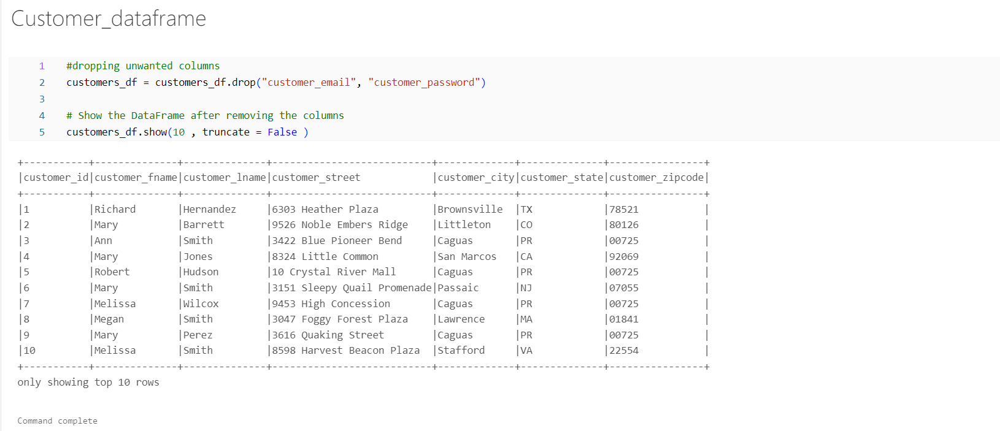 Customer_dataframe
1 #dropping unwanted columns
2 customers_df = customers_df.drop("customer_email", "customer_password")
3
4 # Show the DataFrame after removing the columns
5 customers_df.show(10 , truncate = False )
+-----------+--------------+--------------+---------------------------+-------------+--------------+----------------+
|customer_id|customer_fname|customer_lname|customer_street            |customer_city|customer_state|customer_zipcode|
+-----------+--------------+--------------+---------------------------+-------------+--------------+----------------+
|1          |Richard       |Hernandez     |6303 Heather Plaza         |Brownsville  |TX            |78521           |
|2          |Mary          |Barrett       |9526 Noble Embers Ridge    |Littleton    |CO            |80126           |
|3          |Ann           |Smith         |3422 Blue Pioneer Bend     |Caguas       |PR            |00725           |
|4          |Mary          |Jones         |8324 Little Common         |San Marcos   |CA            |92069           |
|5          |Robert        |Hudson        |10 Crystal River Mall      |Caguas       |PR            |00725           |
|6          |Mary          |Smith         |3151 Sleepy Quail Promenade|Passaic      |NJ            |07055           |
|7          |Melissa       |Wilcox        |9453 High Concession       |Caguas       |PR            |00725           |
|8          |Megan         |Smith         |3047 Foggy Forest Plaza    |Lawrence     |MA            |01841           |
|9          |Mary          |Perez         |3616 Quaking Street        |Caguas       |PR            |00725           |
|10         |Melissa       |Smith         |8598 Harvest Beacon Plaza  |Stafford     |VA            |22554           |
+-----------+--------------+--------------+---------------------------+-------------+--------------+----------------+
only showing top 10 rows
Command complete